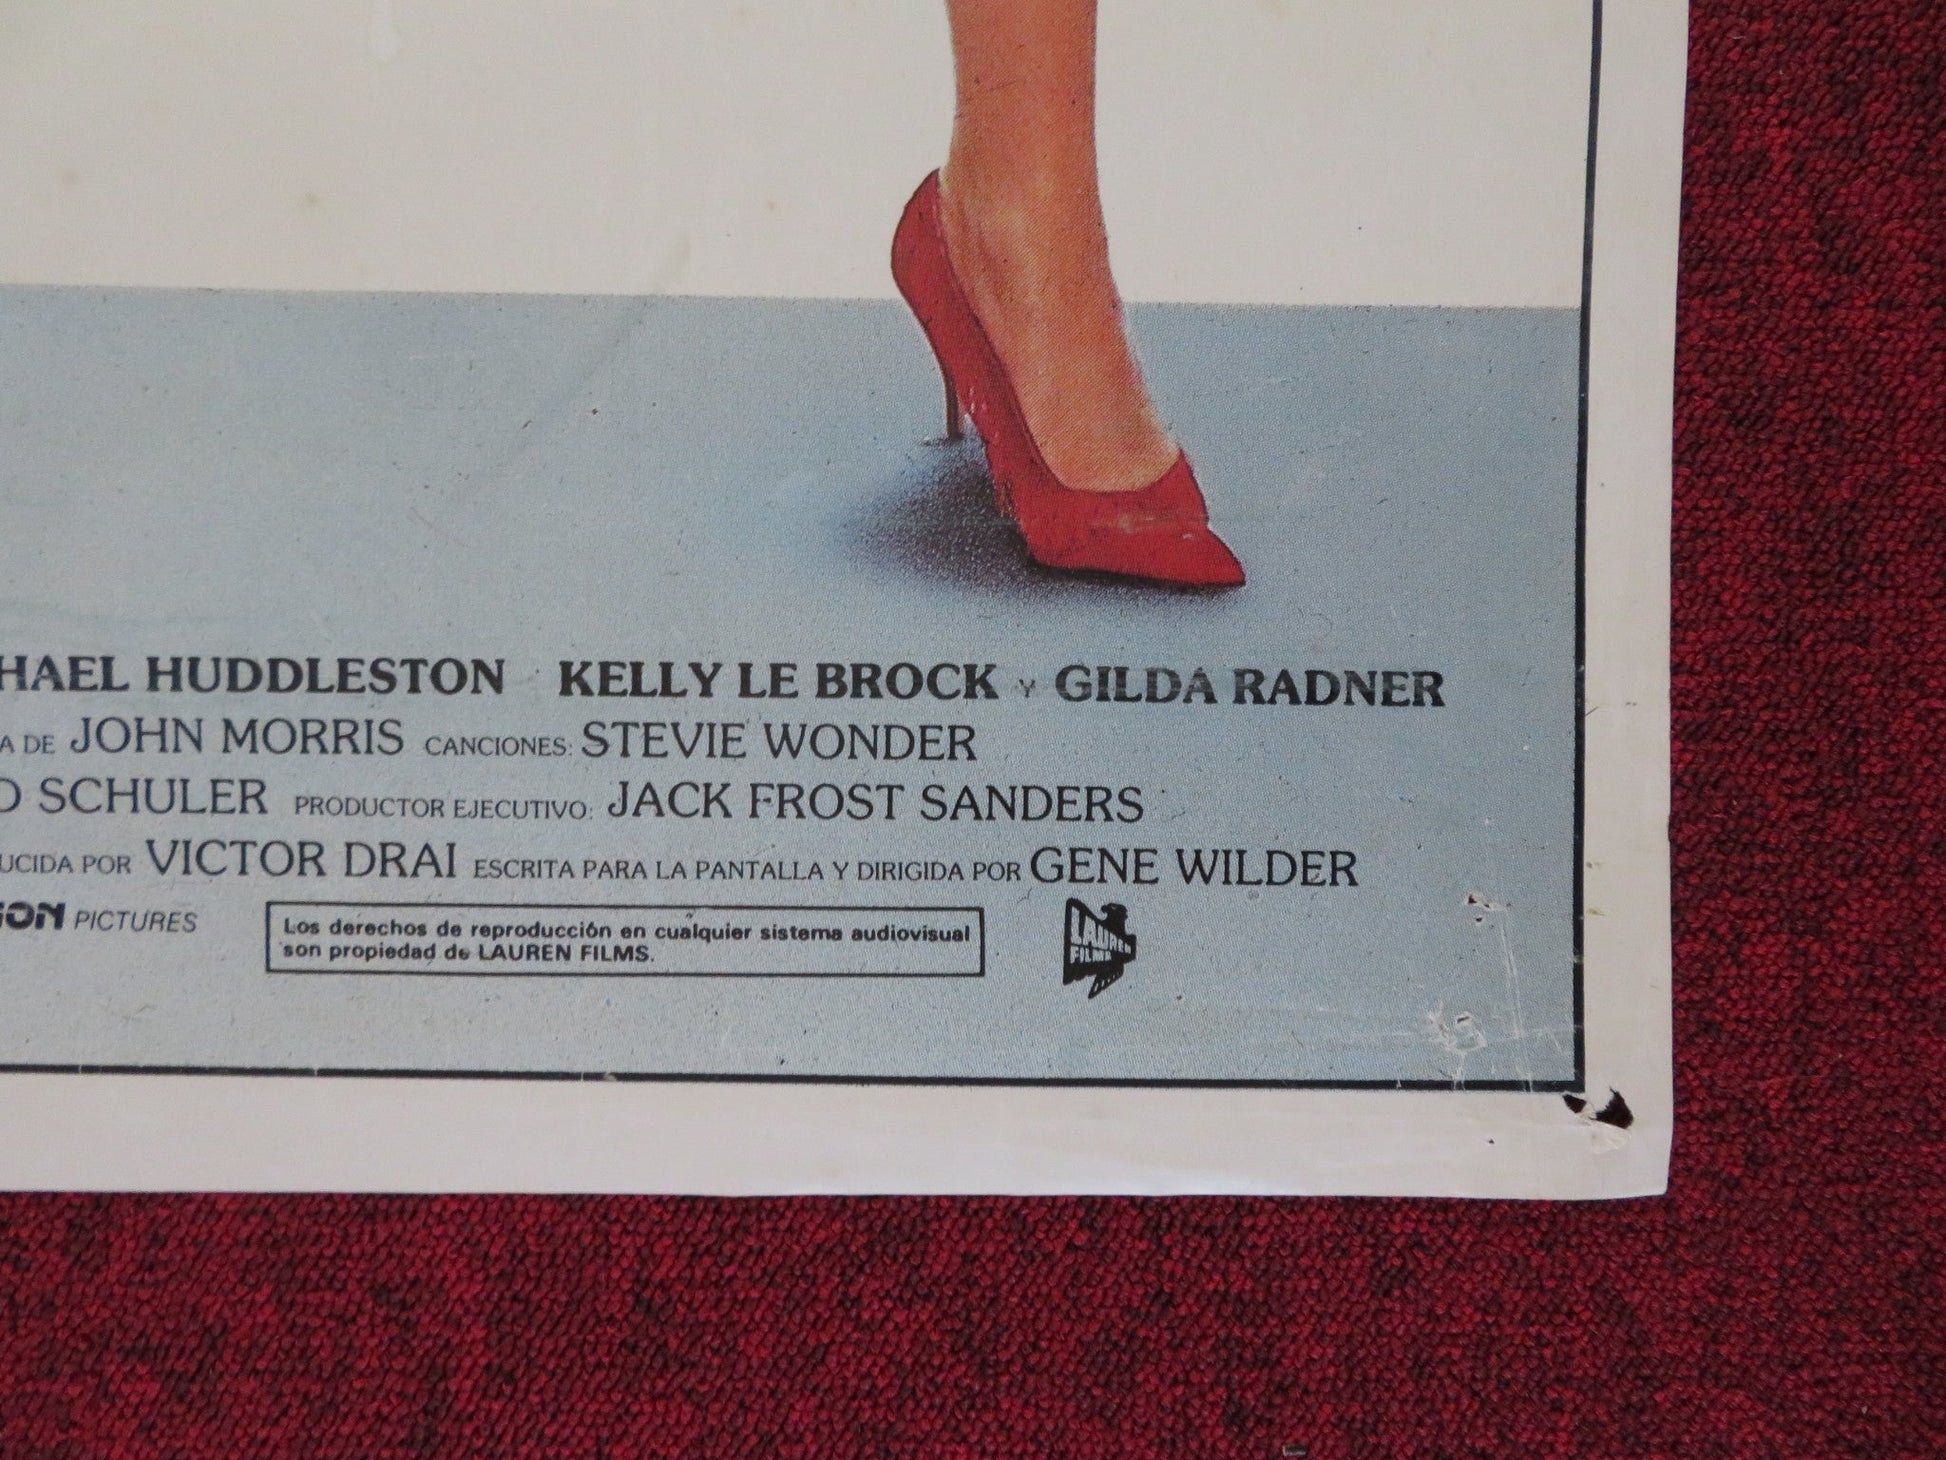 HAEL HUDDLESTON KELLY LE BROCK Y GILDA RADNER
A DE JOHN MORRIS CANCIONES: STEVIE WONDER
D SCHULER PRODUCTOR EJECUTIVO: JACK FROST SANDERS
UCIDA POR VICTOR DRAI ESCRITA PARA LA PANTALLA Y DIRIGIDA POR GENE WILDER
ION PICTURES
Los derechos de reproducción en cualquier sistema audiovisual
son propiedad de LAUREN FILMS.
LAUREN
FILMS